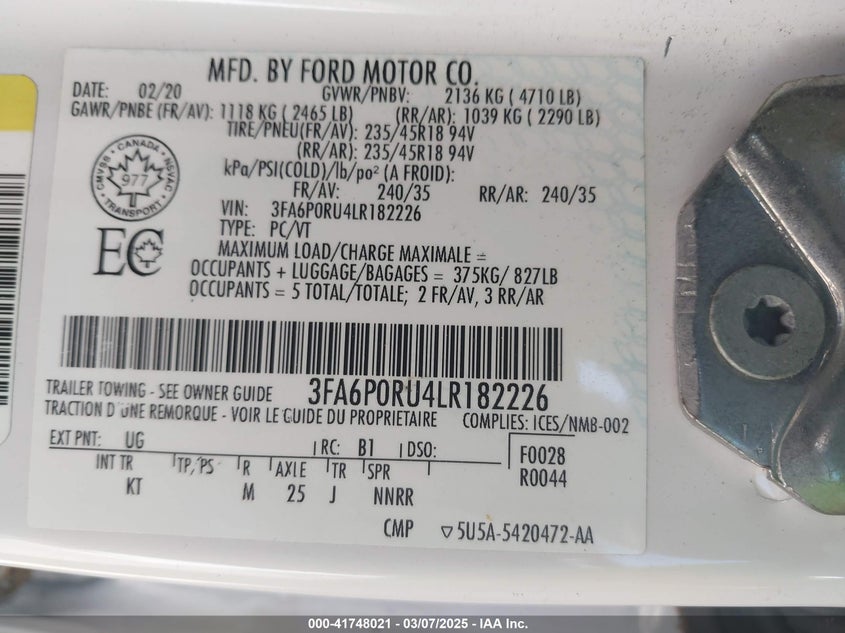 MFD. BY FORD MOTOR CO.
DATE: 02/20 GVWR/PNBV: 2136 KG ( 4710 LB)
GAWR/PNBE (FR/AV): 1118 KG ( 2465 LB) (RR/AR): 1039 KG ( 2290 LB)
TIRE/PNEU(FR/AV): 235/45R18 94V
(RR/AR): 235/45R18 94V
kPa/PSI(COLD)/lb/po² (A FROID):
FR/AV: 240/35 RR/AR: 240/35
CANADA
CMVSS NSVAC
977
TRANSPORT
VIN: 3FA6P0RU4LR182226
TYPE: PC/VT
EC
MAXIMUM LOAD/CHARGE MAXIMALE =
OCCUPANTS + LUGGAGE/BAGAGES = 375KG/ 827LB
OCCUPANTS = 5 TOTAL/TOTALE; 2 FR/AV, 3 RR/AR
TRAILER TOWING - SEE OWNER GUIDE 3FA6P0RU4LR182226
TRACTION D'UNE REMORQUE - VOIR LE GUIDE DU PROPRIETAIRE COMPLIES: ICES/NMB-002
EXT PNT: UG RC: B1 DSO: F0028
INT TR TP/PS R AXLE TR SPR R0044
KT M 25 J NNRR
CMP ▽5U5A-5420472-AA
000-41748021 - 03/07/2025 - IAA Inc.